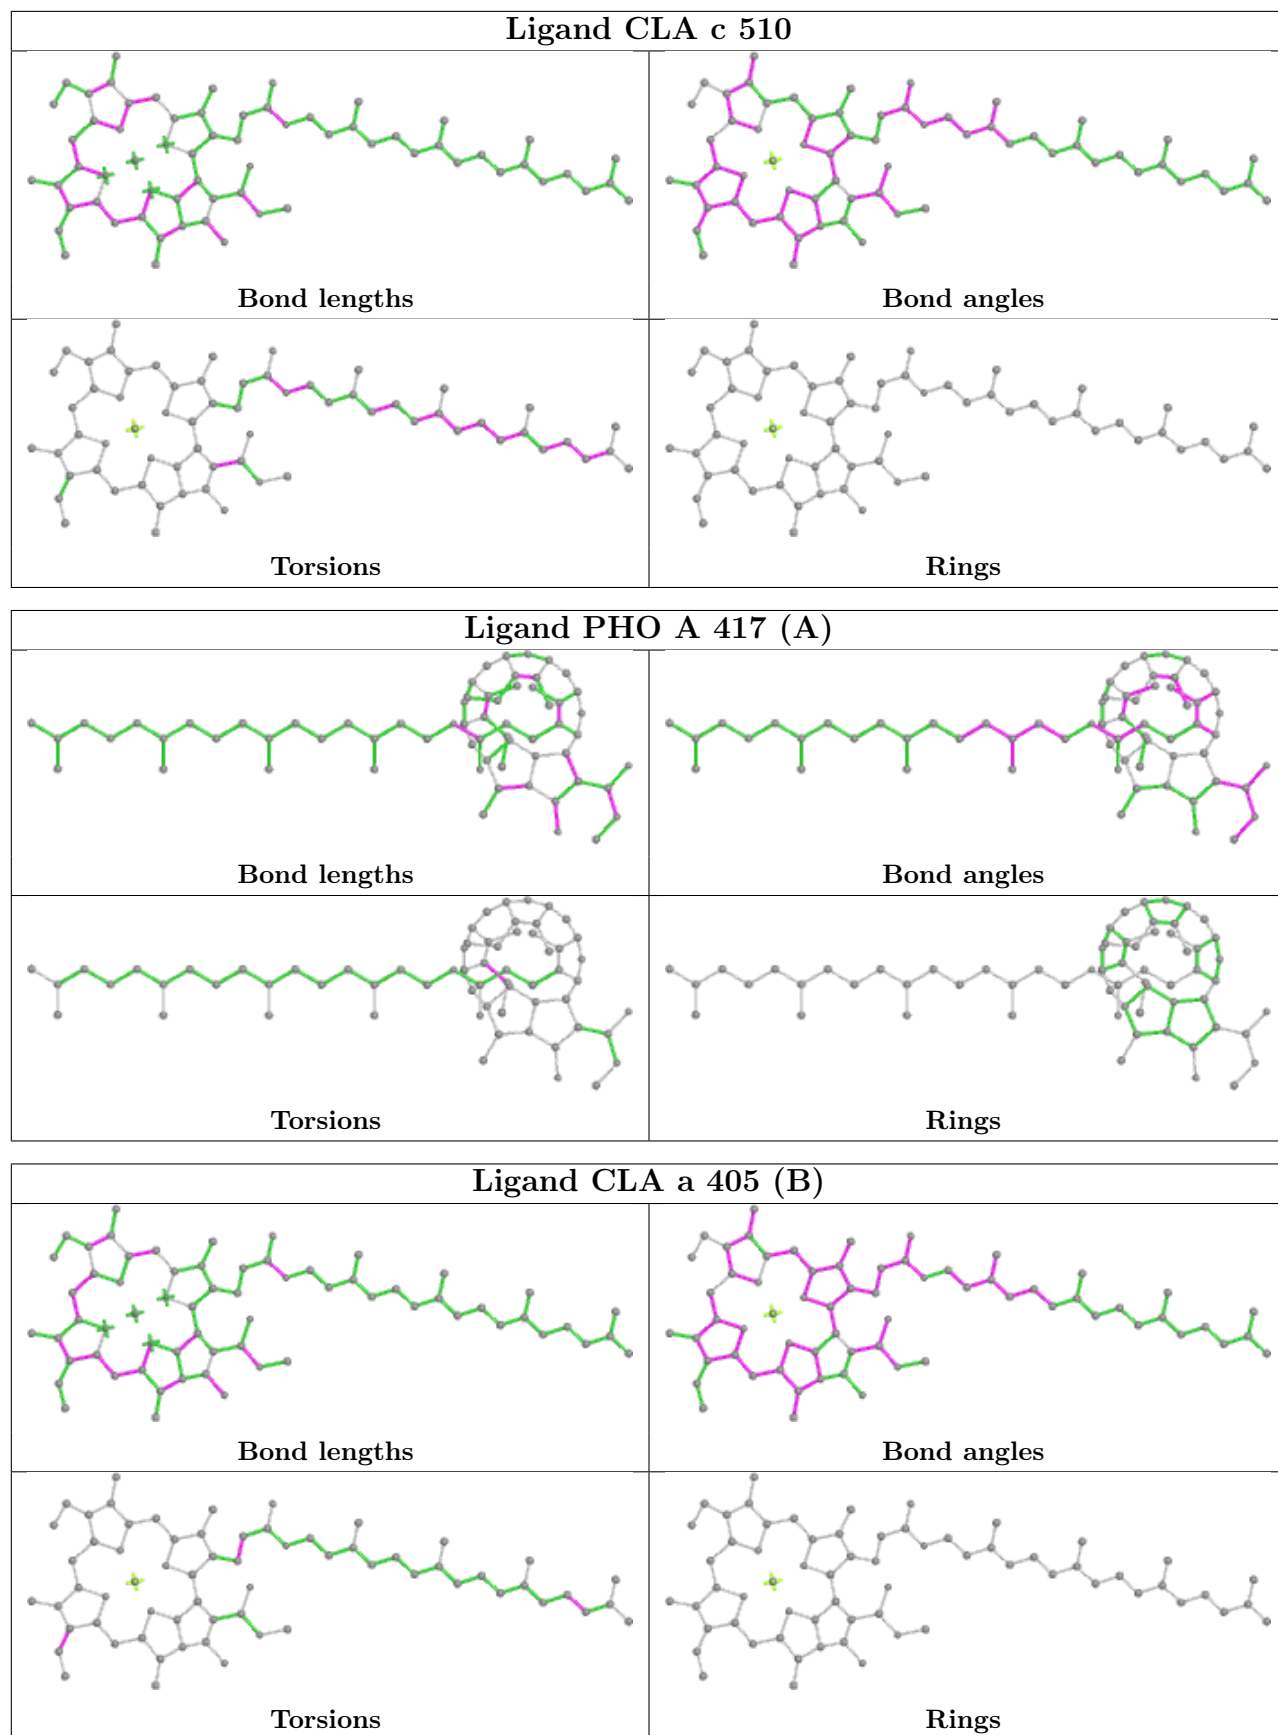 Ligand CLA c 510
Bond lengths
Bond angles
Torsions
Rings
Ligand PHO A 417 (A)
Bond lengths
Bond angles
Torsions
Rings
Ligand CLA a 405 (B)
Bond lengths
Bond angles
Torsions
Rings